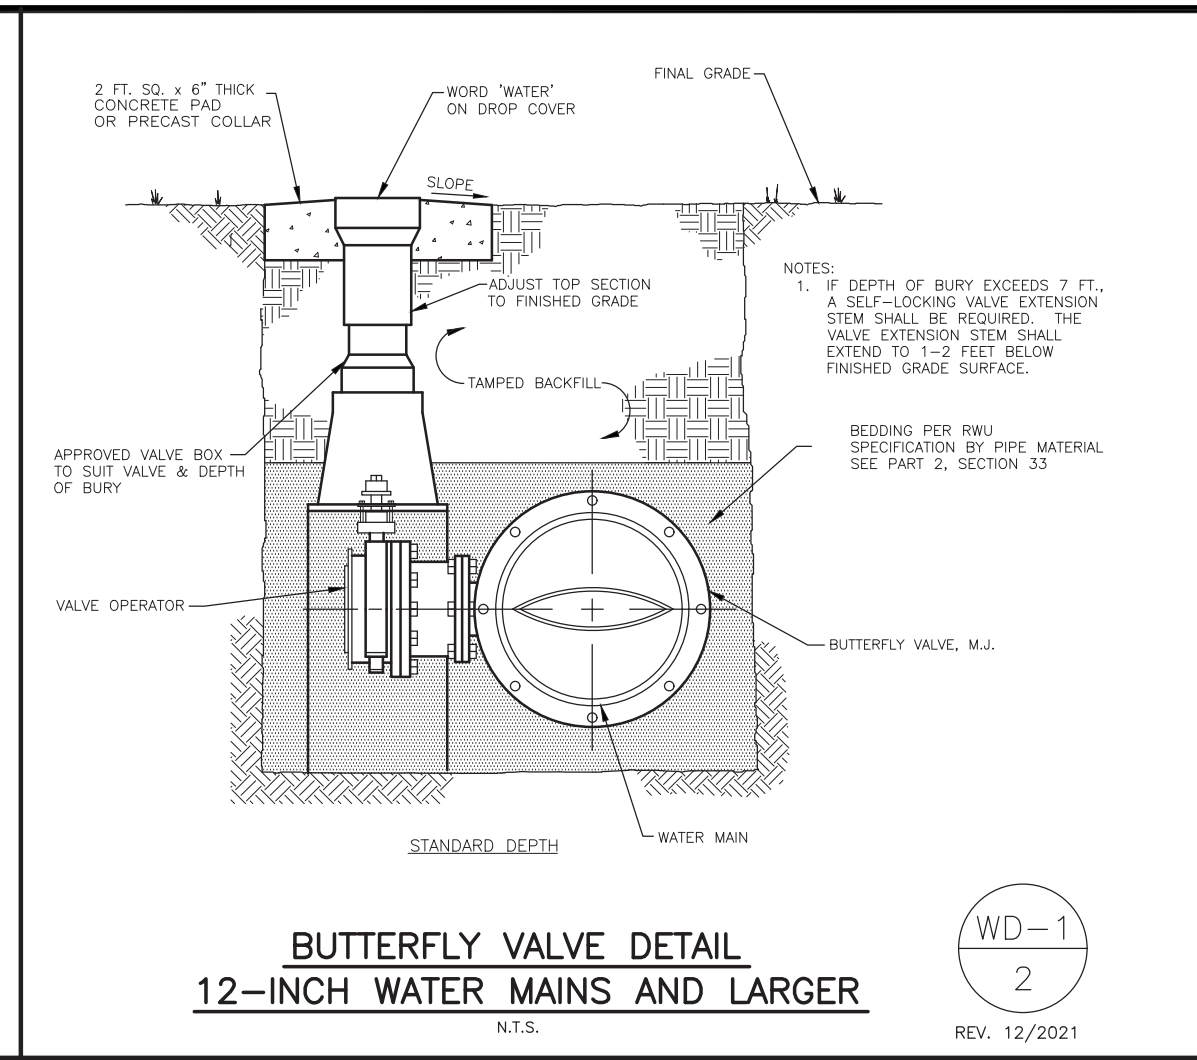 2 FT. SQ. x 6" THICK
CONCRETE PAD
OR PRECAST COLLAR
WORD 'WATER'
ON DROP COVER
FINAL GRADE
SLOPE
ADJUST TOP SECTION
TO FINISHED GRADE
NOTES:
1. IF DEPTH OF BURY EXCEEDS 7 FT.,
A SELF-LOCKING VALVE EXTENSION
STEM SHALL BE REQUIRED. THE
VALVE EXTENSION STEM SHALL
EXTEND TO 1-2 FEET BELOW
FINISHED GRADE SURFACE.
TAMPED BACKFILL
APPROVED VALVE BOX
TO SUIT VALVE & DEPTH
OF BURY
BEDDING PER RWU
SPECIFICATION BY PIPE MATERIAL
SEE PART 2, SECTION 33
VALVE OPERATOR
BUTTERFLY VALVE, M.J.
WATER MAIN
STANDARD DEPTH
BUTTERFLY VALVE DETAIL
12-INCH WATER MAINS AND LARGER
N.T.S.
WD-1
2
REV. 12/2021